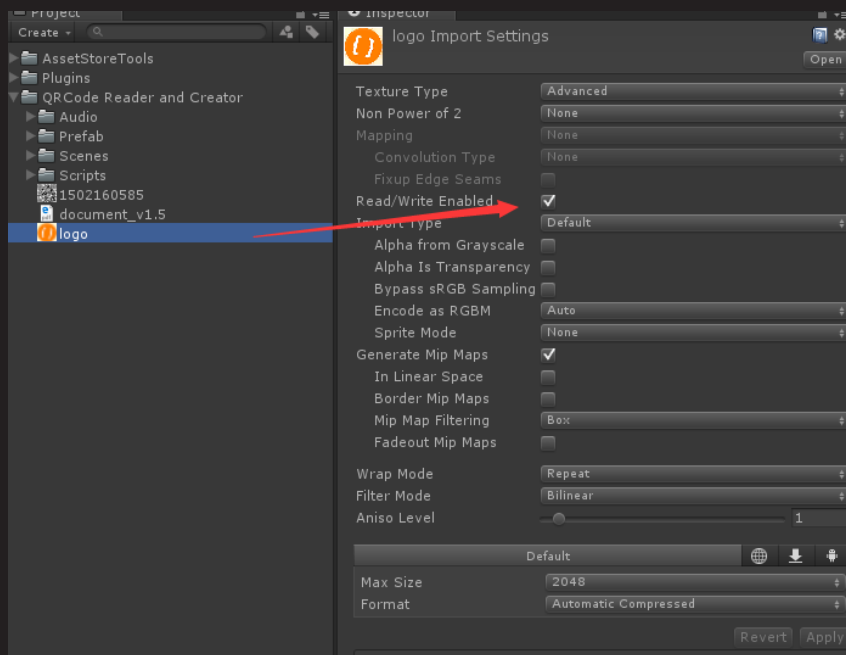 Project
Create
AssetStoreTools
Plugins
QRCode Reader and Creator
Audio
Prefab
Scenes
Scripts
1502160585
document_v1.5
logo
Inspector
logo Import Settings
Open
Texture Type Advanced
Non Power of 2 None
Mapping None
Convolution Type None
Fixup Edge Seams
Read/Write Enabled
Import Type Default
Alpha from Grayscale
Alpha Is Transparency
Bypass sRGB Sampling
Encode as RGBM Auto
Sprite Mode None
Generate Mip Maps
In Linear Space
Border Mip Maps
Mip Map Filtering Box
Fadeout Mip Maps
Wrap Mode Repeat
Filter Mode Bilinear
Aniso Level 1
Default
Max Size 2048
Format Automatic Compressed
Revert Apply